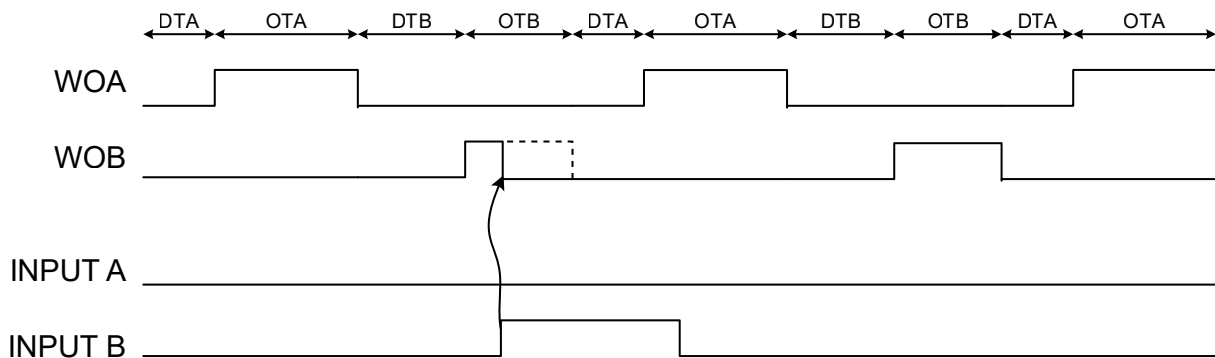 DTA OTA DTB OTB DTA OTA DTB OTB DTA OTA
WOA
WOB
INPUT A
INPUT B